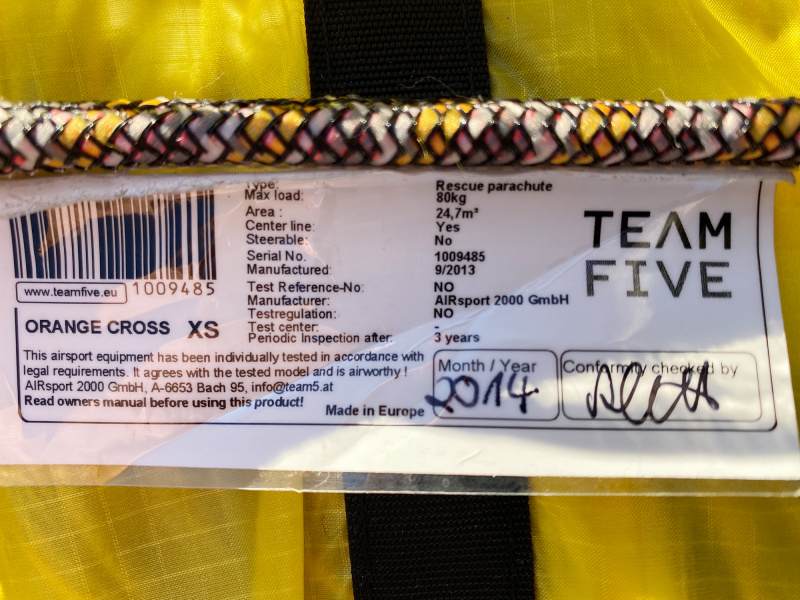 Type: Rescue parachute
Max load: 80kg
Area : 24,7m²
Center line: Yes
Steerable: No
Serial No. 1009485
Manufactured: 9/2013
Test Reference-No: NO
Manufacturer: AIRsport 2000 GmbH
Testregulation: NO
Test center: -
Periodic Inspection after: 3 years
TEAM
FIVE
www.teamfive.eu 1009485
ORANGE CROSS XS
This airsport equipment has been individually tested in accordance with
legal requirements. It agrees with the tested model and is airworthy !
AIRsport 2000 GmbH, A-6653 Bach 95, info@team5.at
Read owners manual before using this product!
Made in Europe
Month / Year
2014
Conformity checked by